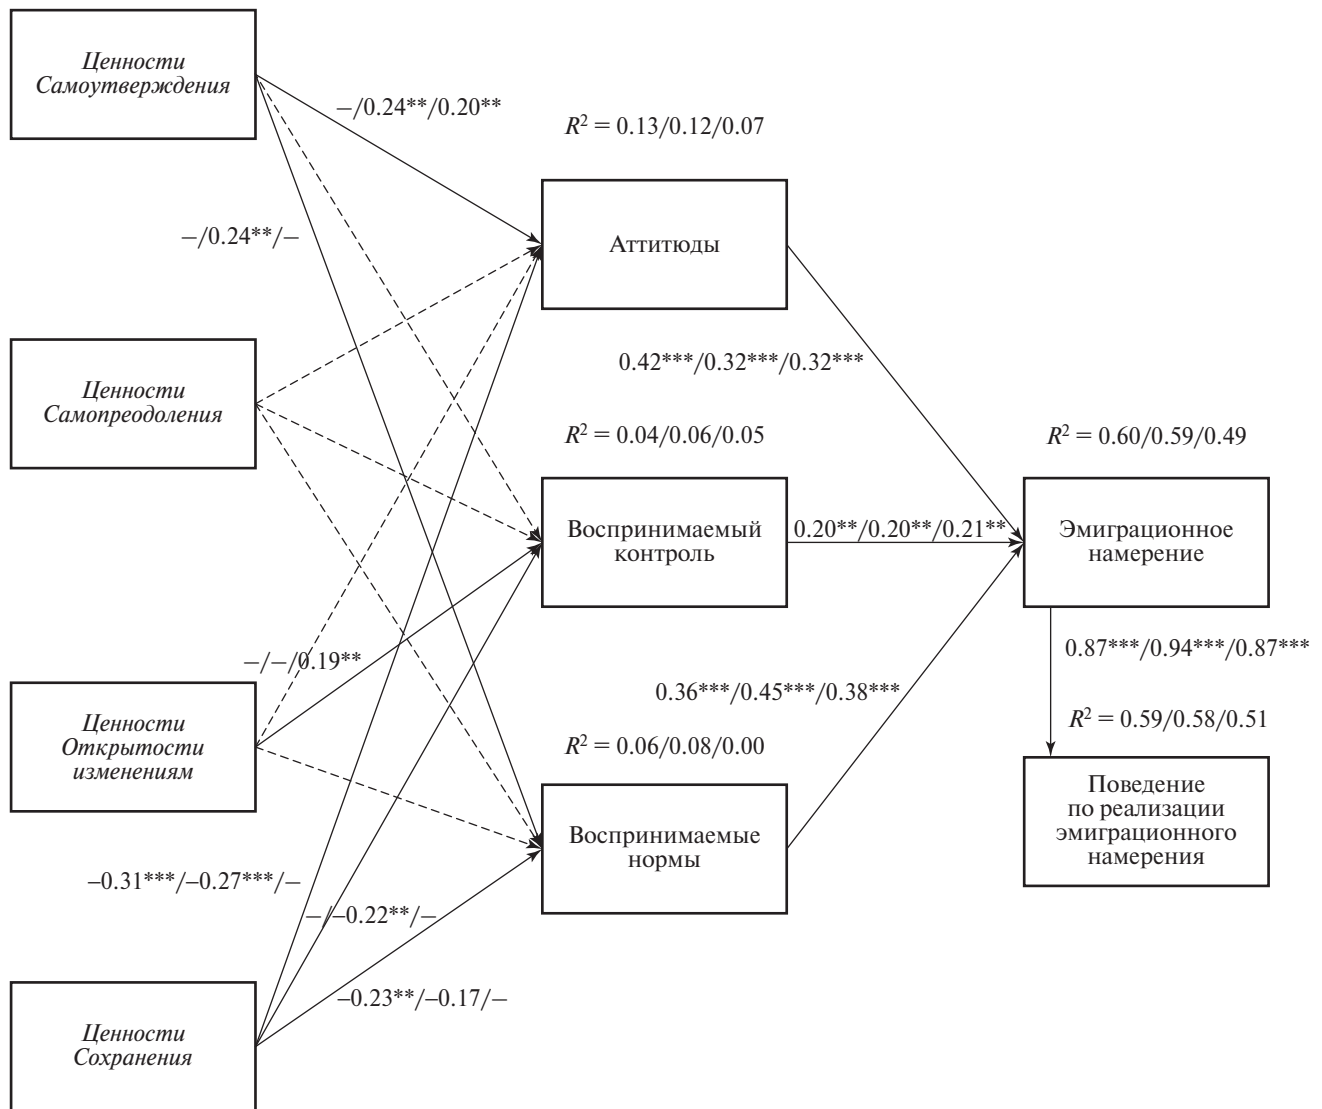 Ценности
Самоутверждения
−/0.24**/0.20**
R² = 0.13/0.12/0.07
Аттитюды
−/0.24**/−
Ценности
Самопреодоления
0.42***/0.32***/0.32***
R² = 0.04/0.06/0.05
R² = 0.60/0.59/0.49
Воспринимаемый
контроль
0.20**/0.20**/0.21**
Эмиграционное
намерение
−/−/0.19**
0.87***/0.94***/0.87***
Ценности
Открытости
изменениям
0.36***/0.45***/0.38***
R² = 0.59/0.58/0.51
R² = 0.06/0.08/0.00
Воспринимаемые
нормы
Поведение
по реализации
эмиграционного
намерения
−0.31***/−0.27***/−
−/−0.22**/−
−0.23**/−0.17/−
Ценности
Сохранения